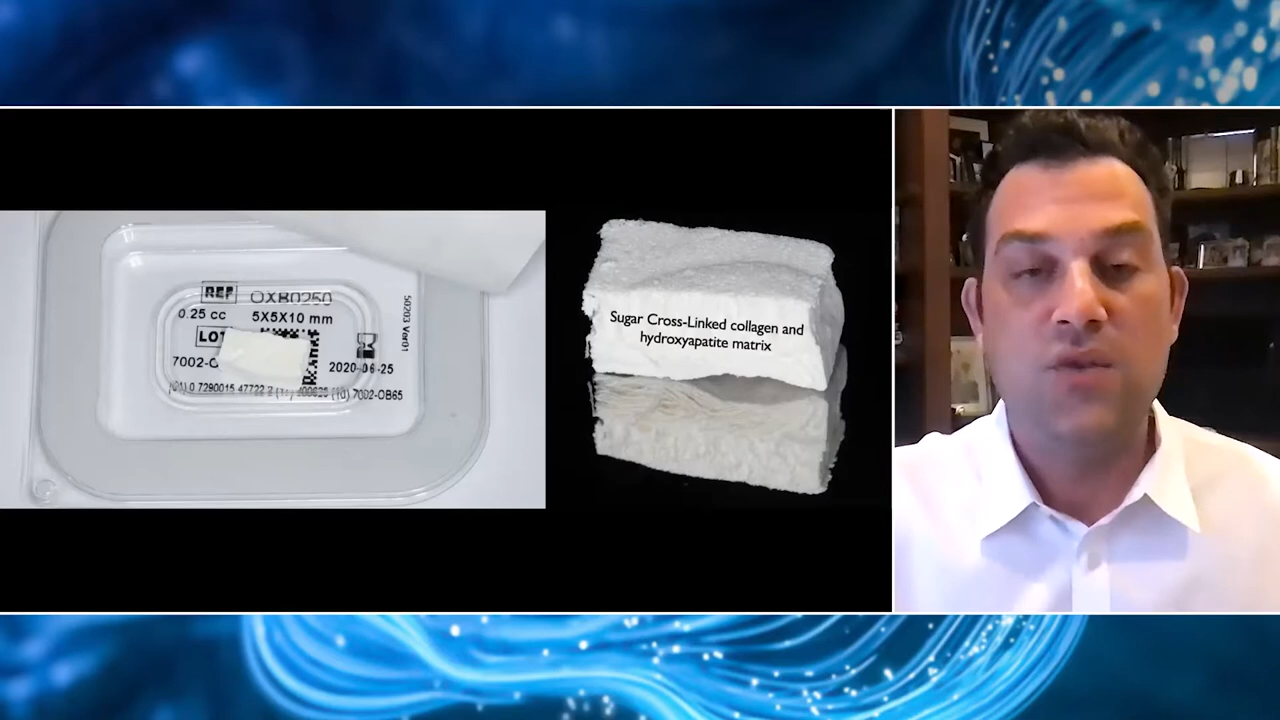 REF OXB0250
0.25 cc 5X5X10 mm
LOT
2020-06-25
50203 Ver01
Sugar Cross-Linked collagen and
hydroxyapatite matrix